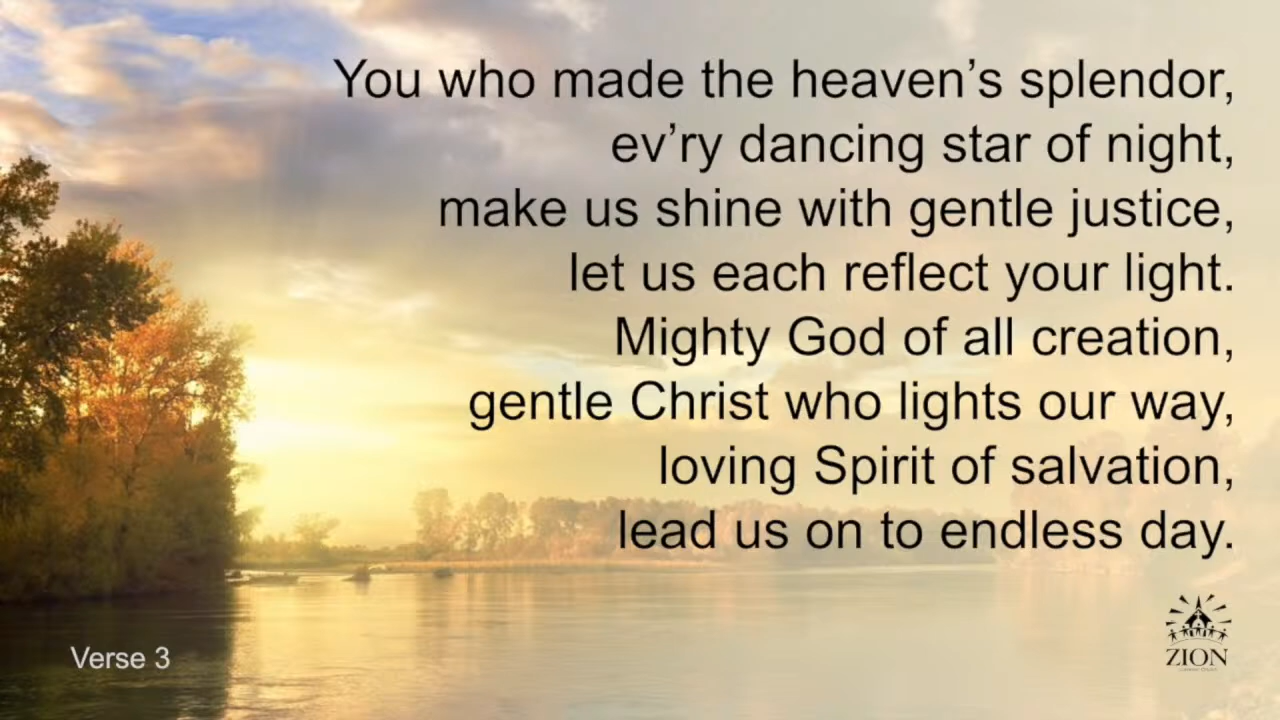 You who made the heaven’s splendor,
ev’ry dancing star of night,
make us shine with gentle justice,
let us each reflect your light.
Mighty God of all creation,
gentle Christ who lights our way,
loving Spirit of salvation,
lead us on to endless day.
Verse 3
ZION